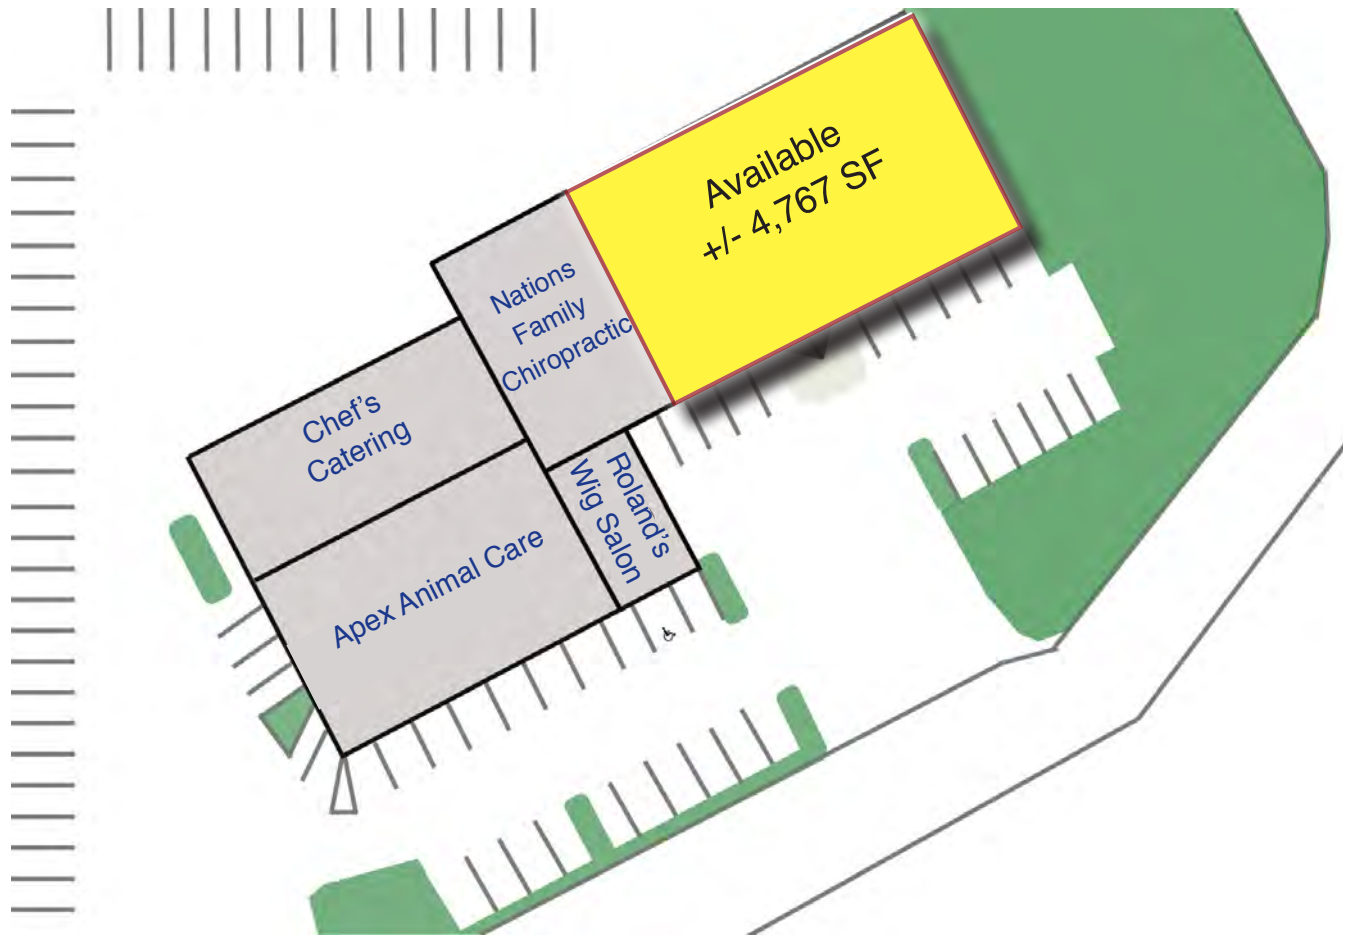 Available
+/- 4,767 SF
Nations
Family
Chiropractic
Chef's
Catering
Apex Animal Care
Roland's
Wig Salon